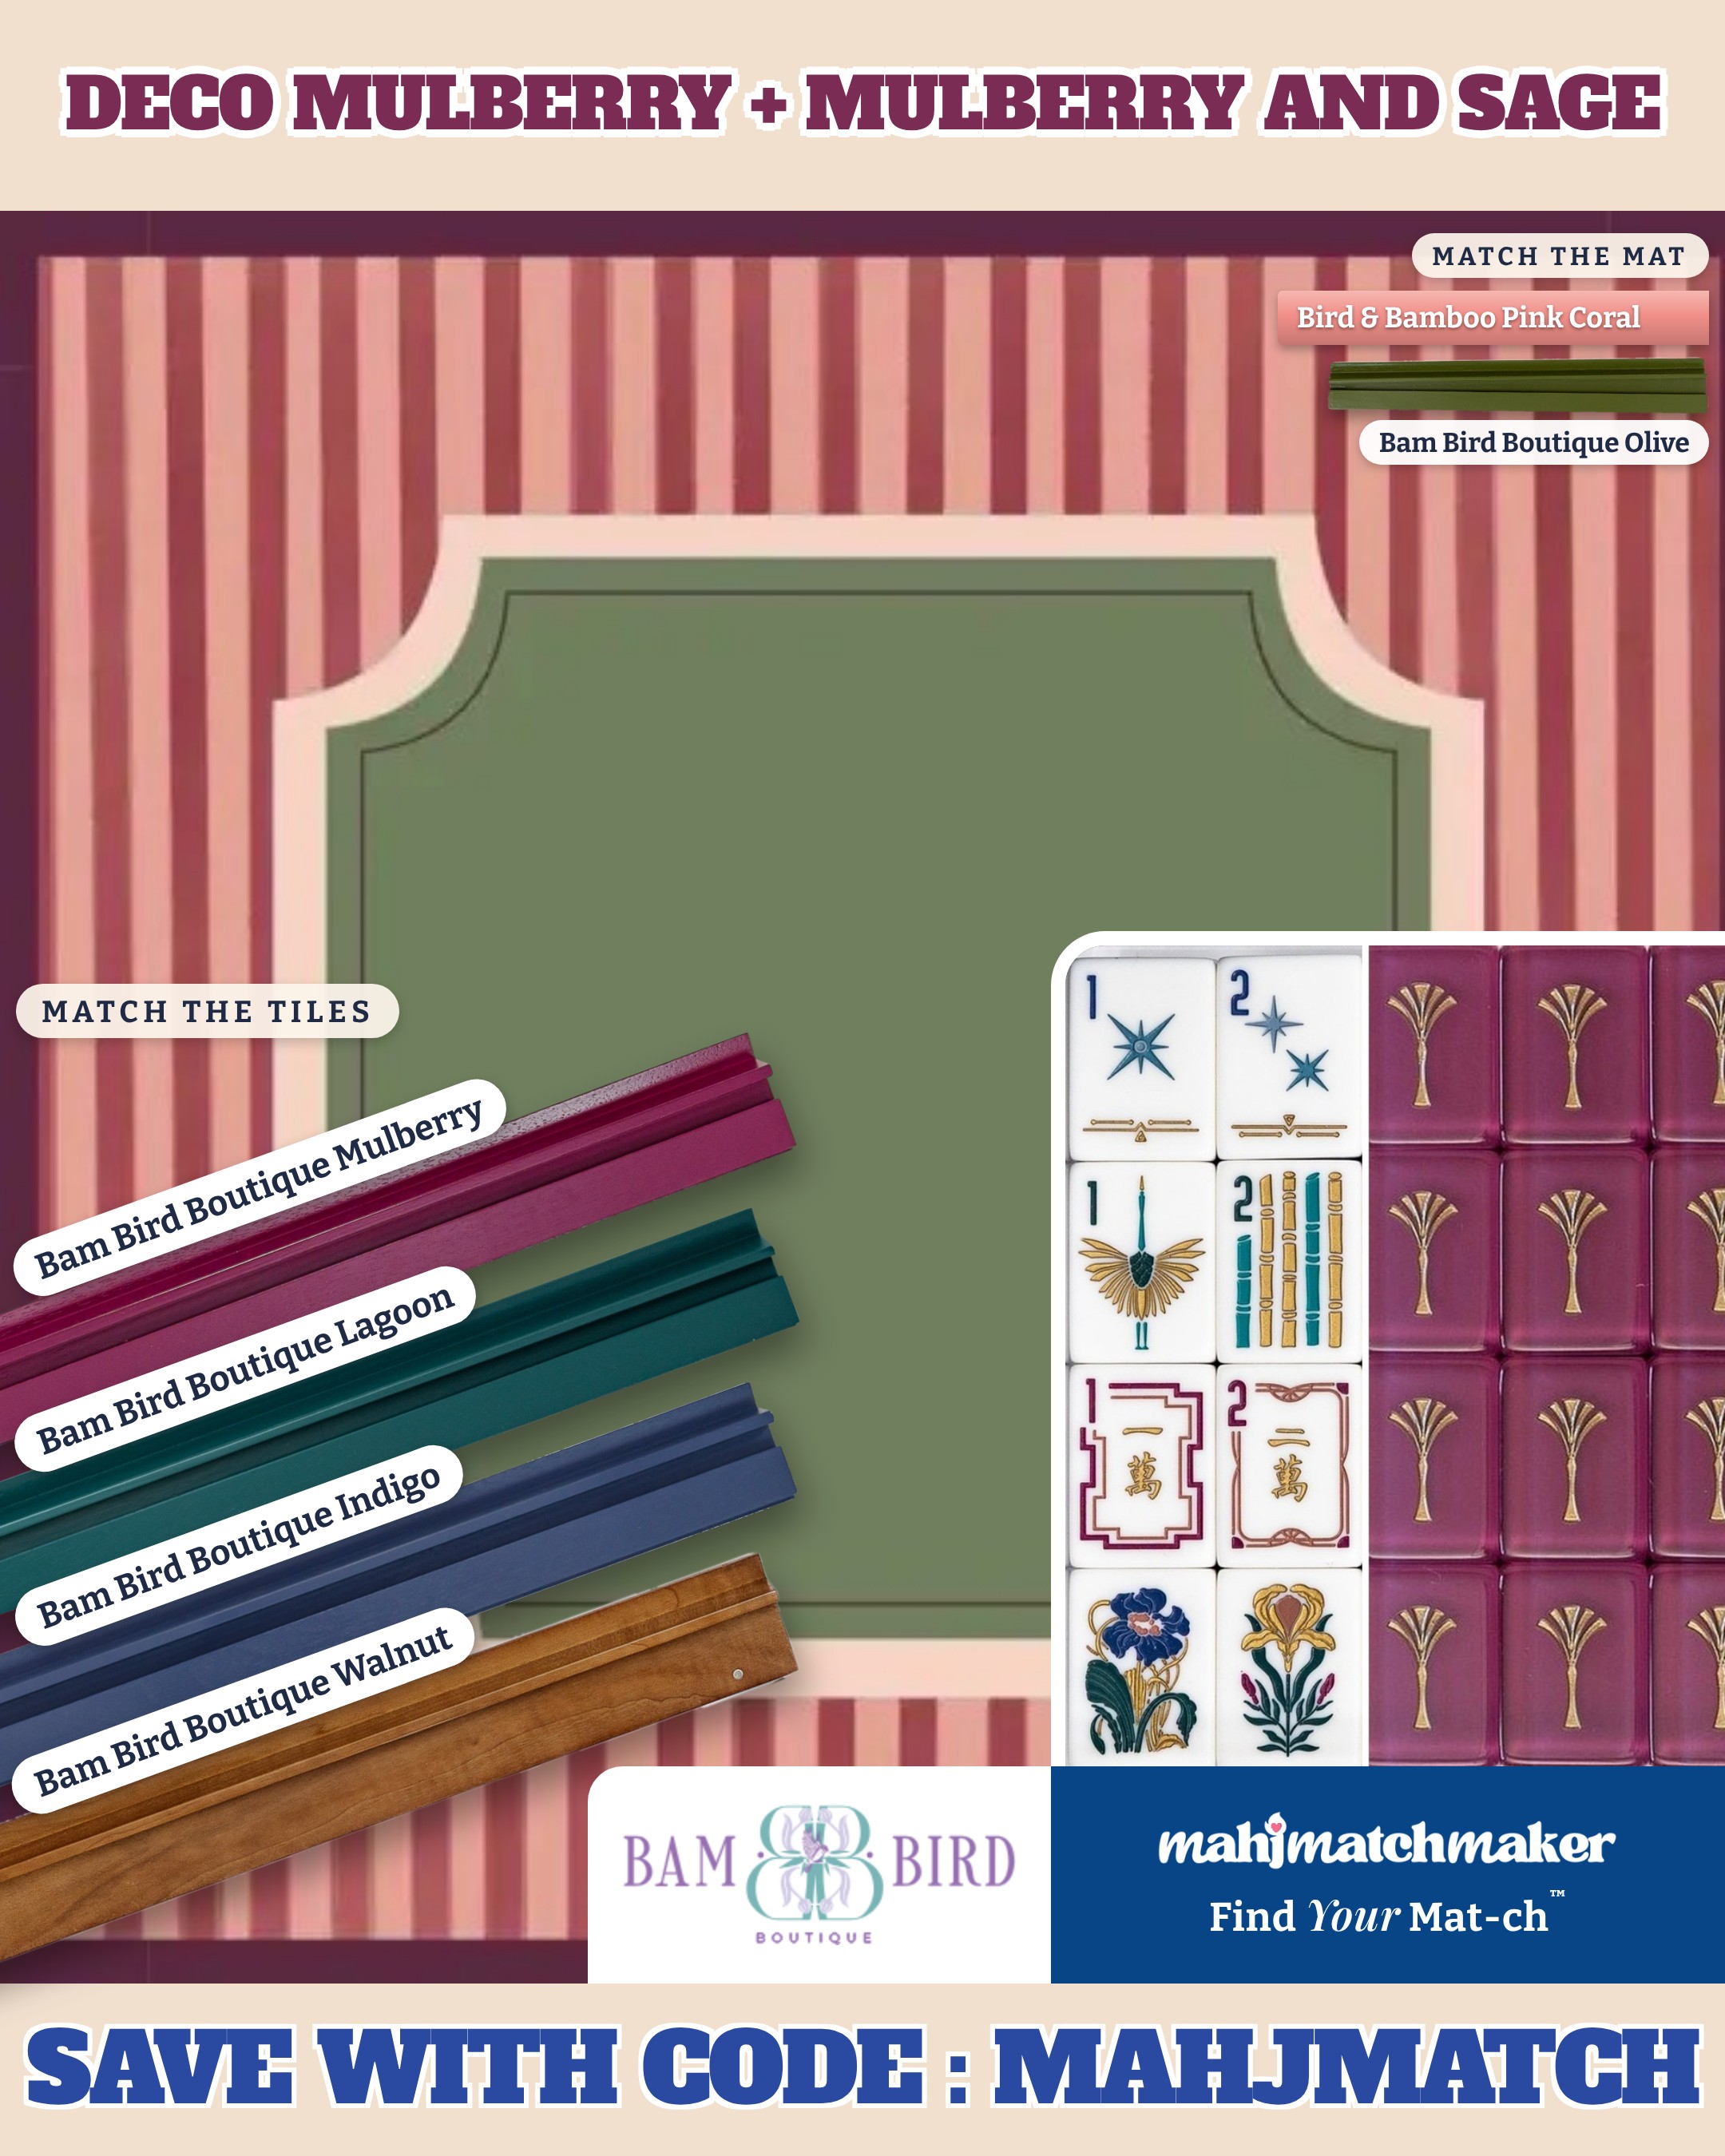 DECO MULBERRY + MULBERRY AND SAGE
MATCH THE MAT
Bird & Bamboo Pink Coral
Bam Bird Boutique Olive
MATCH THE TILES
Bam Bird Boutique Mulberry
Bam Bird Boutique Lagoon
Bam Bird Boutique Indigo
Bam Bird Boutique Walnut
1 2
1 2
1 2
一 二
萬 萬
BAM BIRD
BOUTIQUE
mahjmatchmaker
Find Your Mat-ch™
SAVE WITH CODE : MAHJMATCH